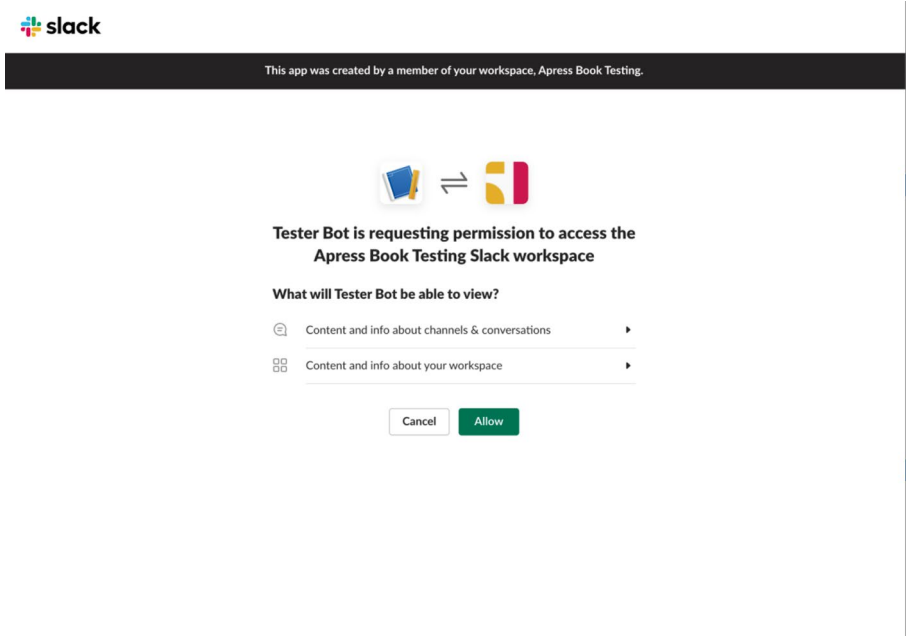 slack
This app was created by a member of your workspace, Apress Book Testing.
Tester Bot is requesting permission to access the
Apress Book Testing Slack workspace
What will Tester Bot be able to view?
Content and info about channels & conversations
Content and info about your workspace
Cancel Allow